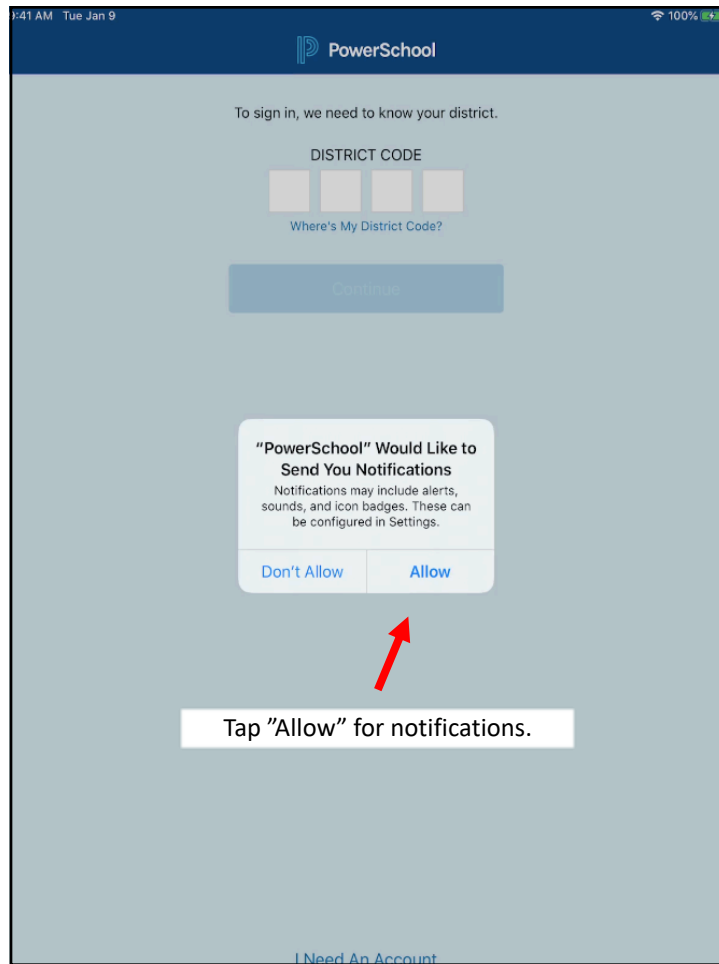 9:41 AM Tue Jan 9 100%
PowerSchool
To sign in, we need to know your district.
DISTRICT CODE
Where's My District Code?
Continue
“PowerSchool” Would Like to
Send You Notifications
Notifications may include alerts,
sounds, and icon badges. These can
be configured in Settings.
Don't Allow Allow
Tap ”Allow” for notifications.
I Need An Account